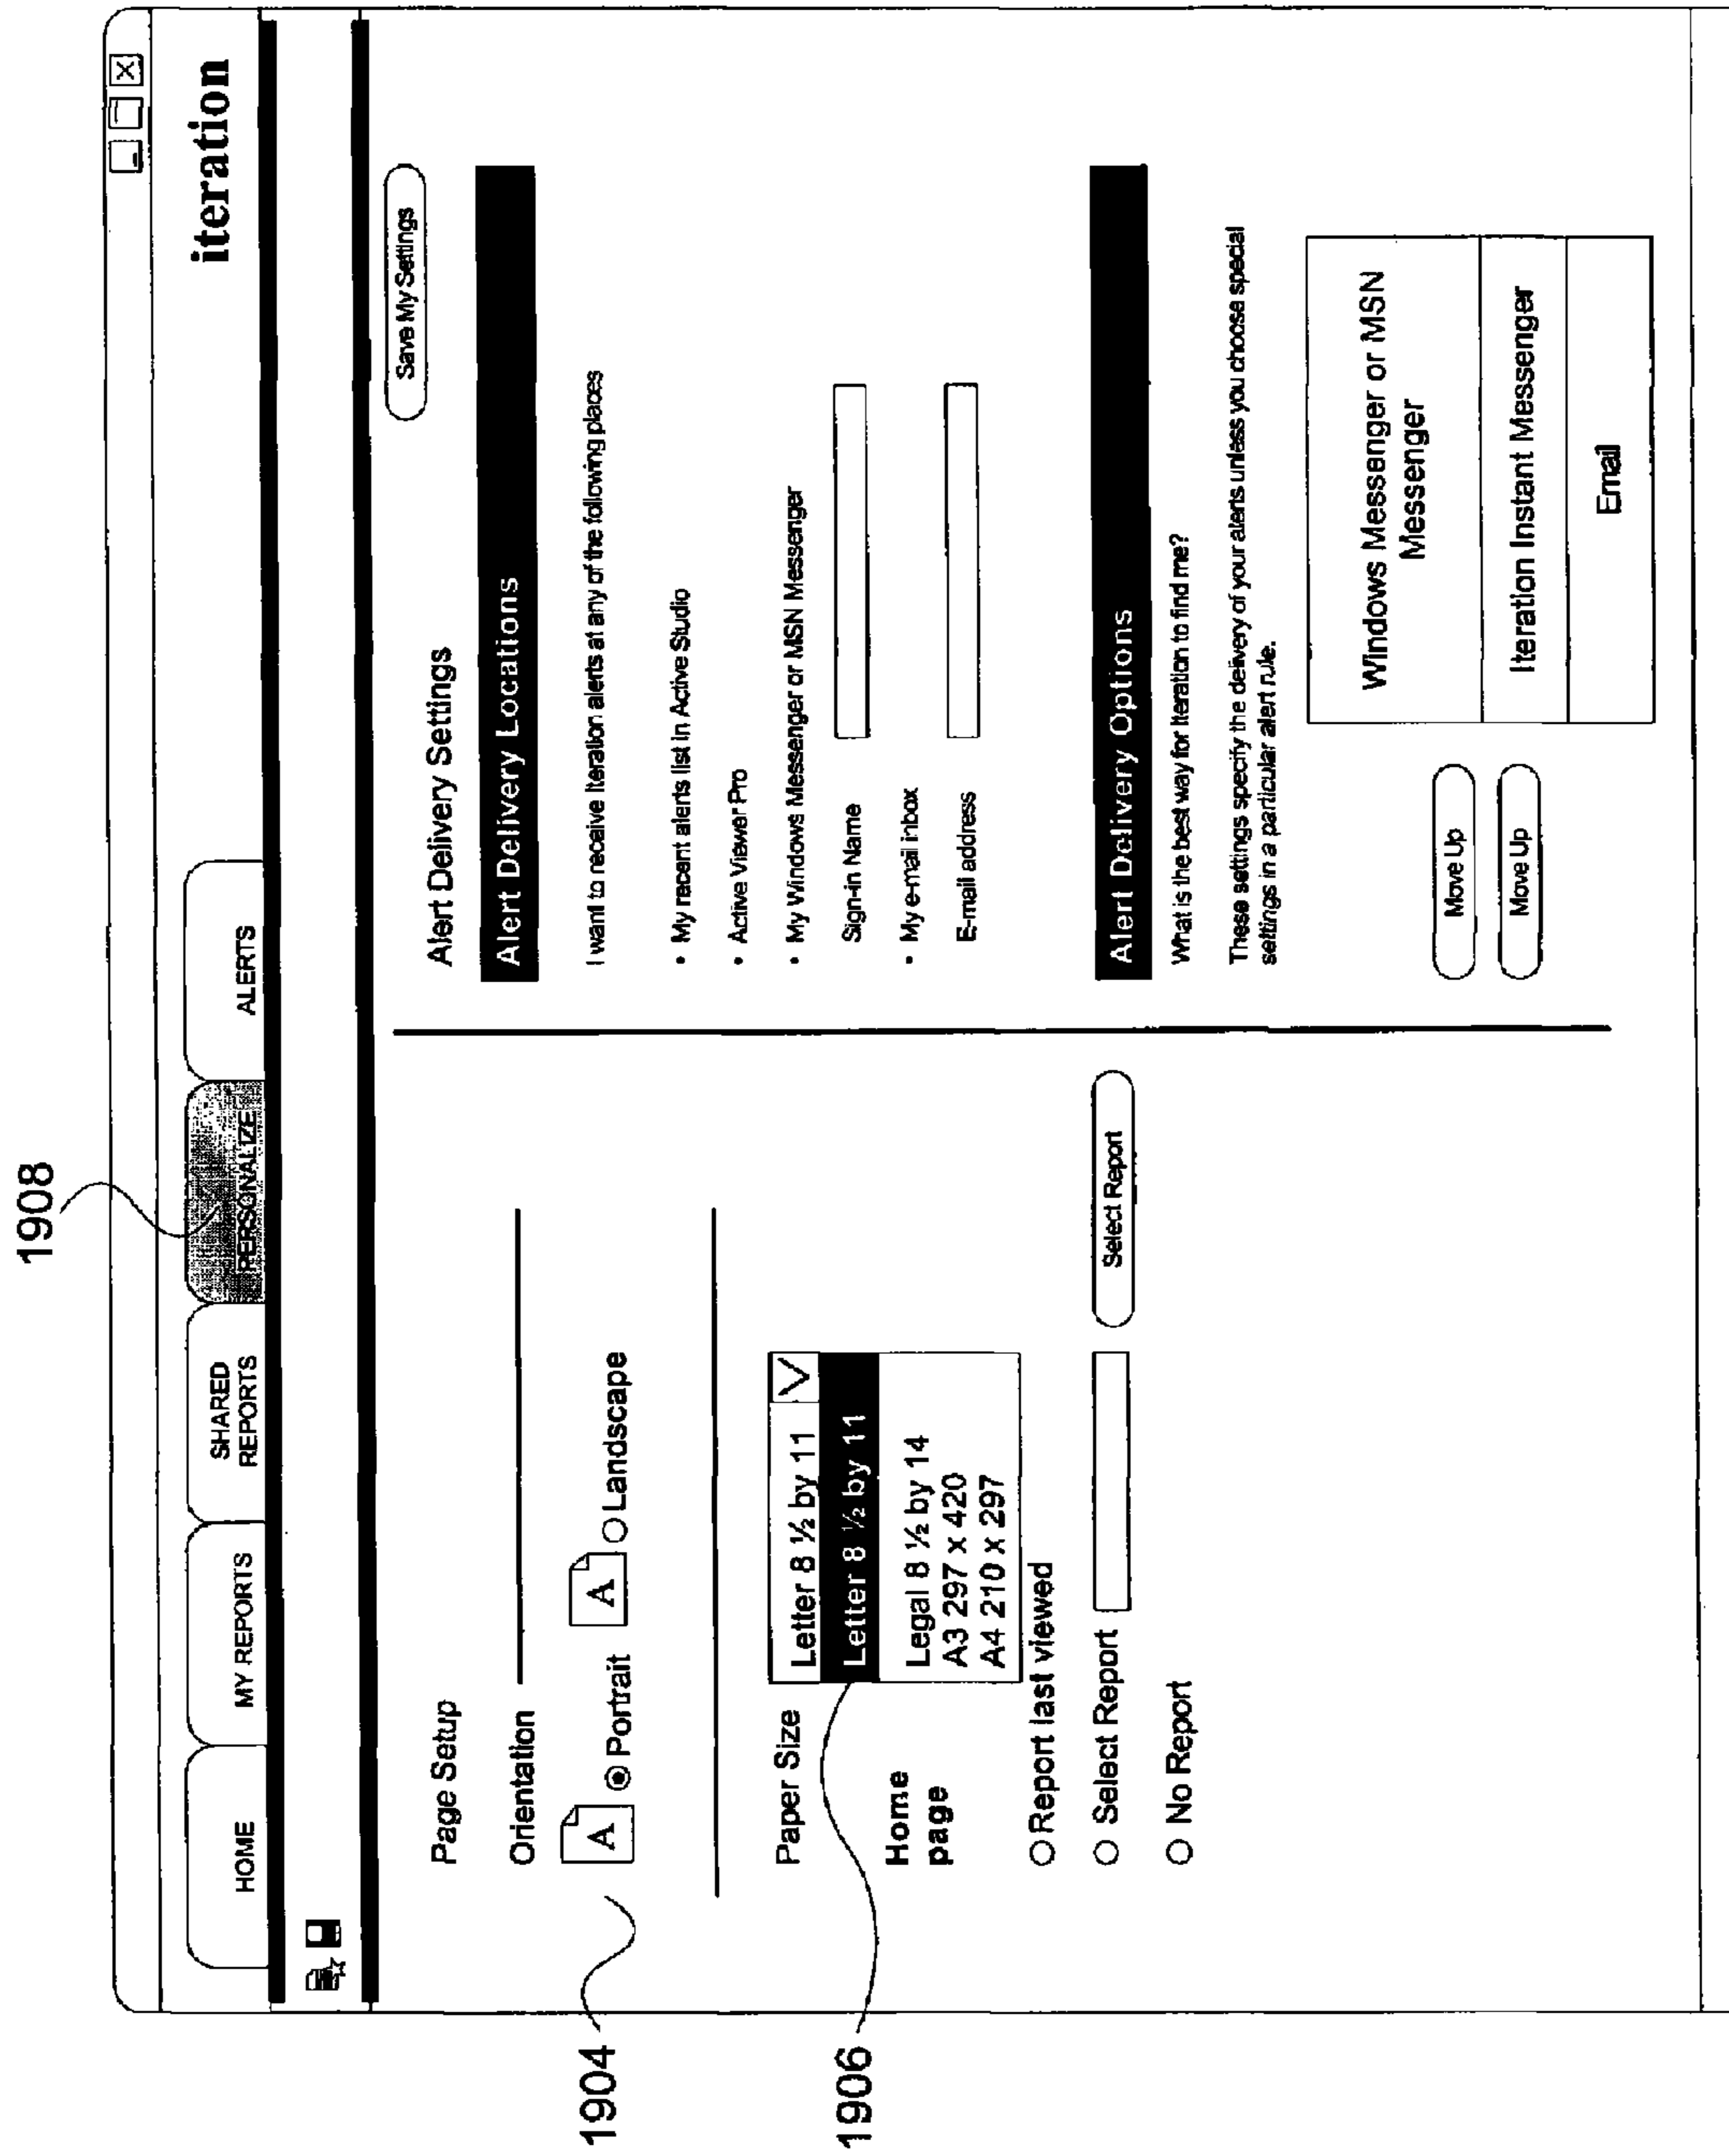 1908
HOME
MY REPORTS
SHARED
REPORTS
PERSONALIZE
ALERTS
iteration
Save My Settings
1904
1906
Page Setup
Orientation
A
Portrait
A
Landscape
Paper Size
Letter 8 ½ by 11
Letter 8 ½ by 11
Legal 8 ½ by 14
A3 297 x 420
A4 210 x 297
Home
page
Report last viewed
Select Report
Select Report
No Report
Alert Delivery Settings
Alert Delivery Locations
I want to receive Iteration alerts at any of the following places
• My recent alerts list in Active Studio
• Active Viewer Pro
• My Windows Messenger or MSN Messenger
Sign-in Name
• My e-mail inbox
E-mail address
Alert Delivery Options
What is the best way for Iteration to find me?
These settings specify the delivery of your alerts unless you choose special
settings in a particular alert rule.
Move Up
Move Up
Windows Messenger or MSN
Messenger
Iteration Instant Messenger
Email